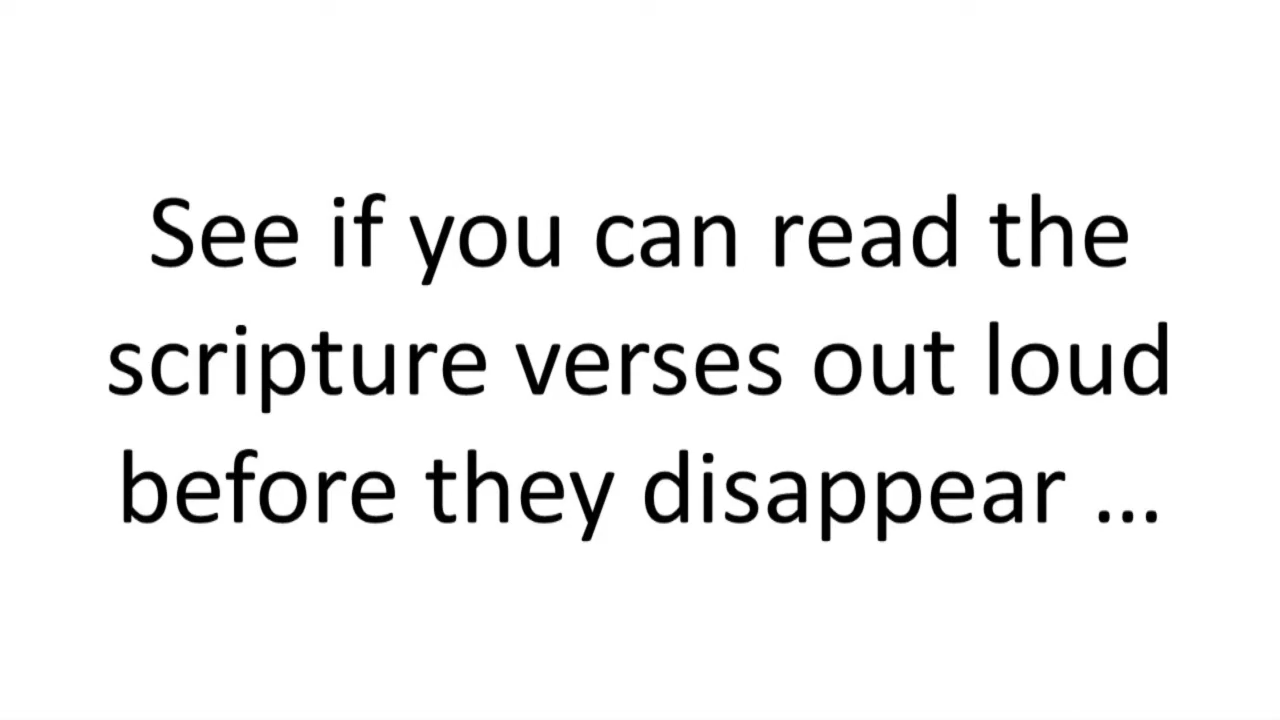 See if you can read the
scripture verses out loud
before they disappear ...